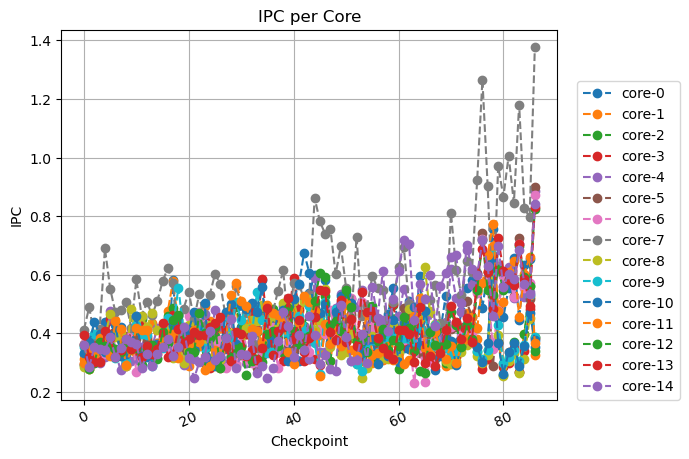 IPC per Core
IPC
1.4
1.2
1.0
0.8
0.6
0.4
0.2
0
20
40
60
80
Checkpoint
core-0
core-1
core-2
core-3
core-4
core-5
core-6
core-7
core-8
core-9
core-10
core-11
core-12
core-13
core-14